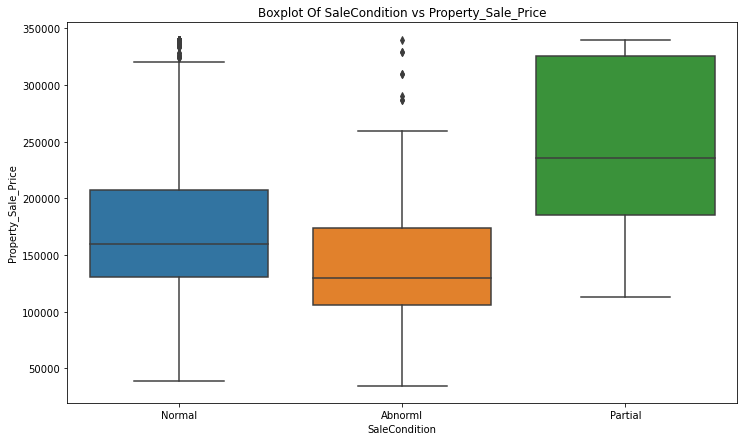 Boxplot Of SaleCondition vs Property_Sale_Price
350000
300000
250000
200000
150000
100000
50000
Property_Sale_Price
Normal Abnorml Partial
SaleCondition